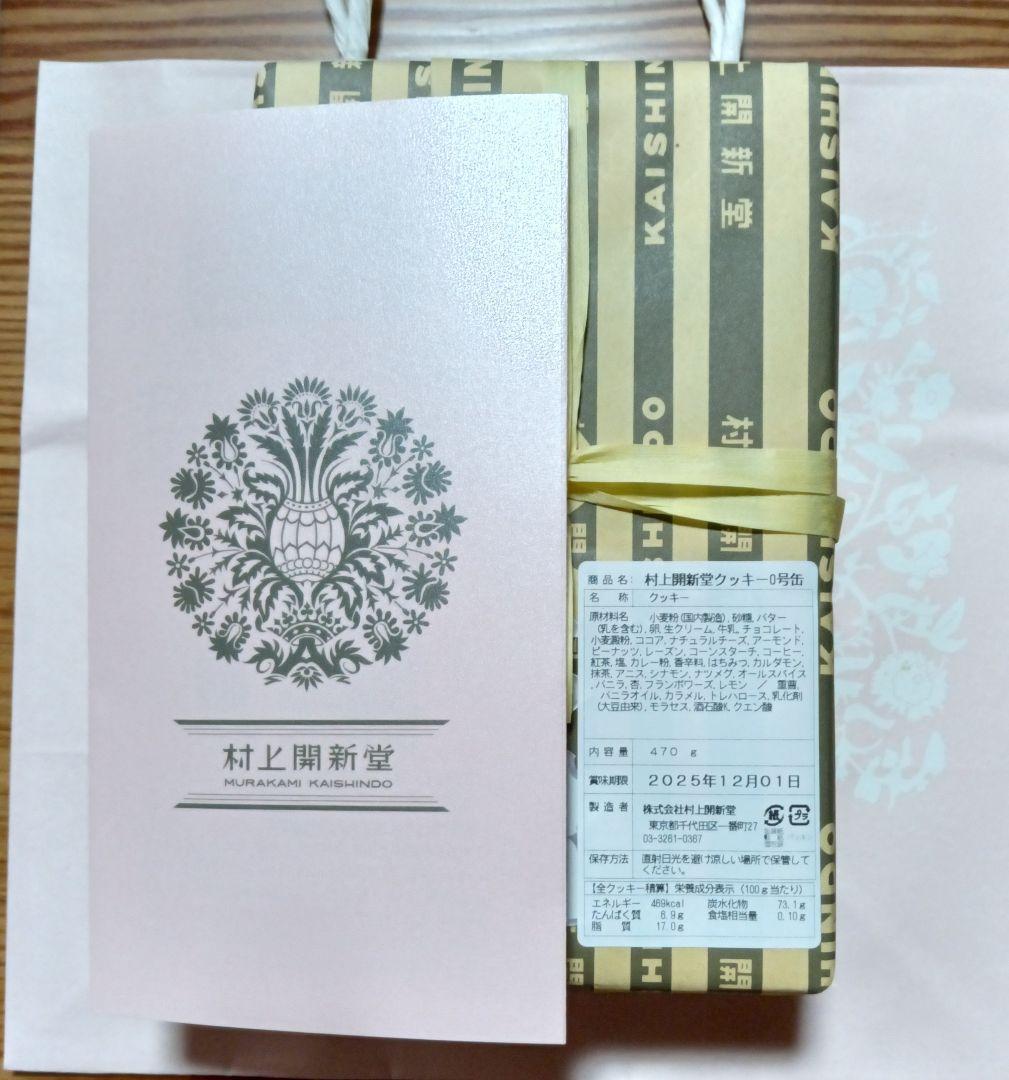 村上開新堂
MURAKAMI KAISHINDO
KAISHIN
上開新堂
KAISHI
村
開
商品名: 村上開新堂クッキー0号缶
名称 クッキー
原材料名 小麦粉(国内製造), 砂糖, バター
(乳を含む), 卵, 生クリーム, 牛乳, チョコレート,
小麦澱粉, ココア, ナチュラルチーズ, アーモンド,
ピーナッツ, レーズン, コーンスターチ, コーヒー,
紅茶, 塩, カレー粉, 香辛料, はちみつ, カルダモン,
抹茶, アニス, シナモン, ナツメグ, オールスパイス
, バニラ, 杏, フランボワーズ, レモン / 重曹,
バニラオイル, カラメル, トレハロース, 乳化剤
(大豆由来), モラセス, 酒石酸K, クエン酸
内容量 470 g
賞味期限 2025年12月01日
製造者 株式会社村上開新堂
東京都千代田区一番町27
03-3261-0367
紙
プラ
保存方法 直射日光を避け涼しい場所で保管して
ください。
【全クッキー積算】栄養成分表示(100g当たり)
エネルギー 469kcal 炭水化物 73.1g
たんぱく質 6.9g 食塩相当量 0.10g
脂質 17.0g
開